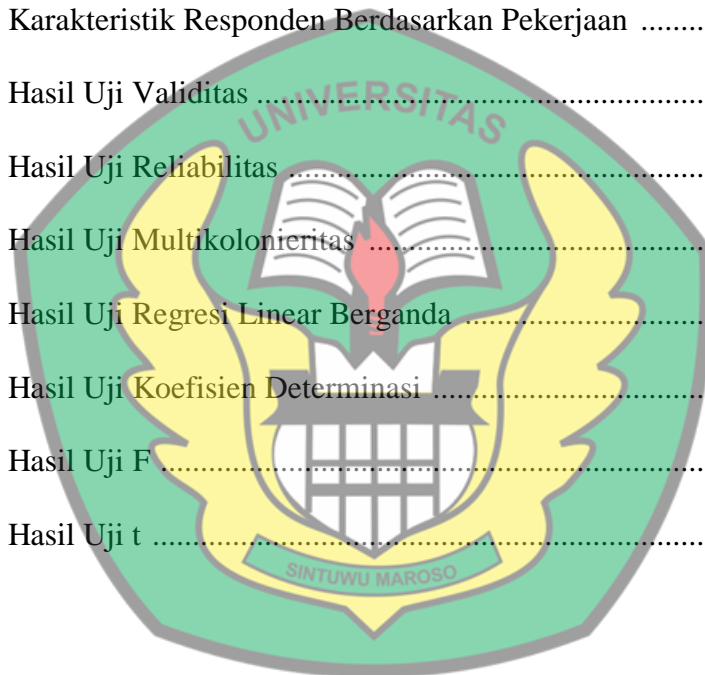 Karakteristik Responden Berdasarkan Pekerjaan ........
Hasil Uji Validitas ........................................................
UNIVERSITAS
Hasil Uji Reliabilitas ....................................................
Hasil Uji Multikolonieritas ..........................................
Hasil Uji Regresi Linear Berganda ..............................
Hasil Uji Koefisien Determinasi ..................................
Hasil Uji F ....................................................................
Hasil Uji t .....................................................................
SINTUWU MAROSO